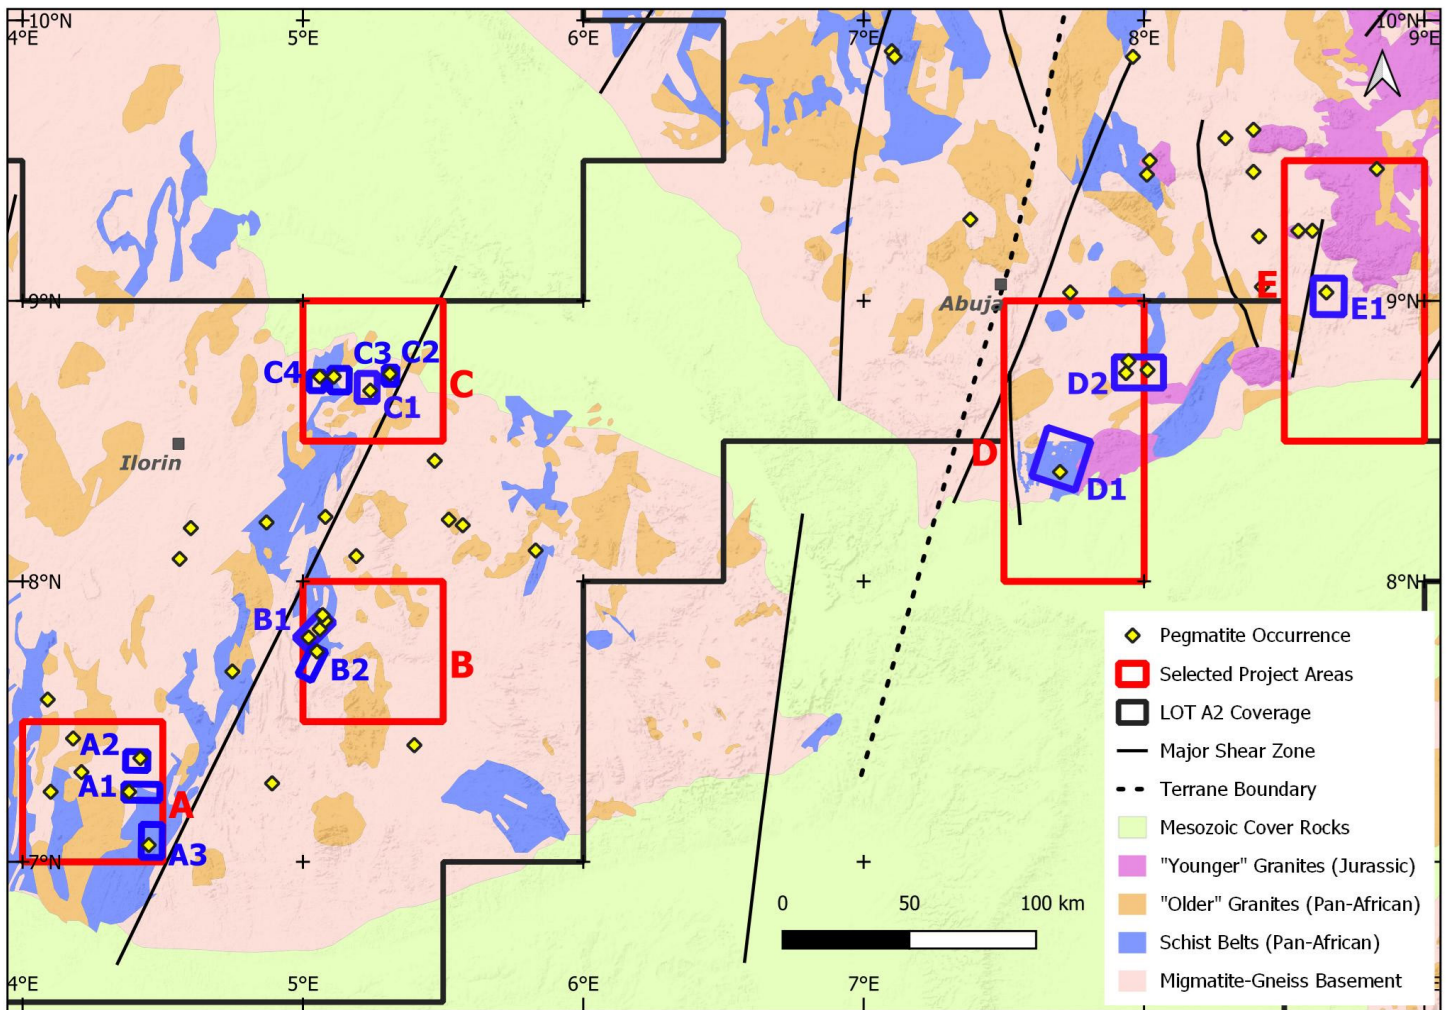 10°N
10°N
4°E
5°E
6°E
7°E
8°E
9°E
Abuja
9°N
9°N
E
E1
C3
C2
C4
C
C1
D2
Ilorin
D
D1
8°N
8°N
B1
B
B2
A2
A1
A
A3
7°N
Pegmatite Occurrence
Selected Project Areas
LOT A2 Coverage
Major Shear Zone
Terrane Boundary
Mesozoic Cover Rocks
"Younger" Granites (Jurassic)
"Older" Granites (Pan-African)
Schist Belts (Pan-African)
Migmatite-Gneiss Basement
0 50 100 km
4°E
5°E
6°E
7°E